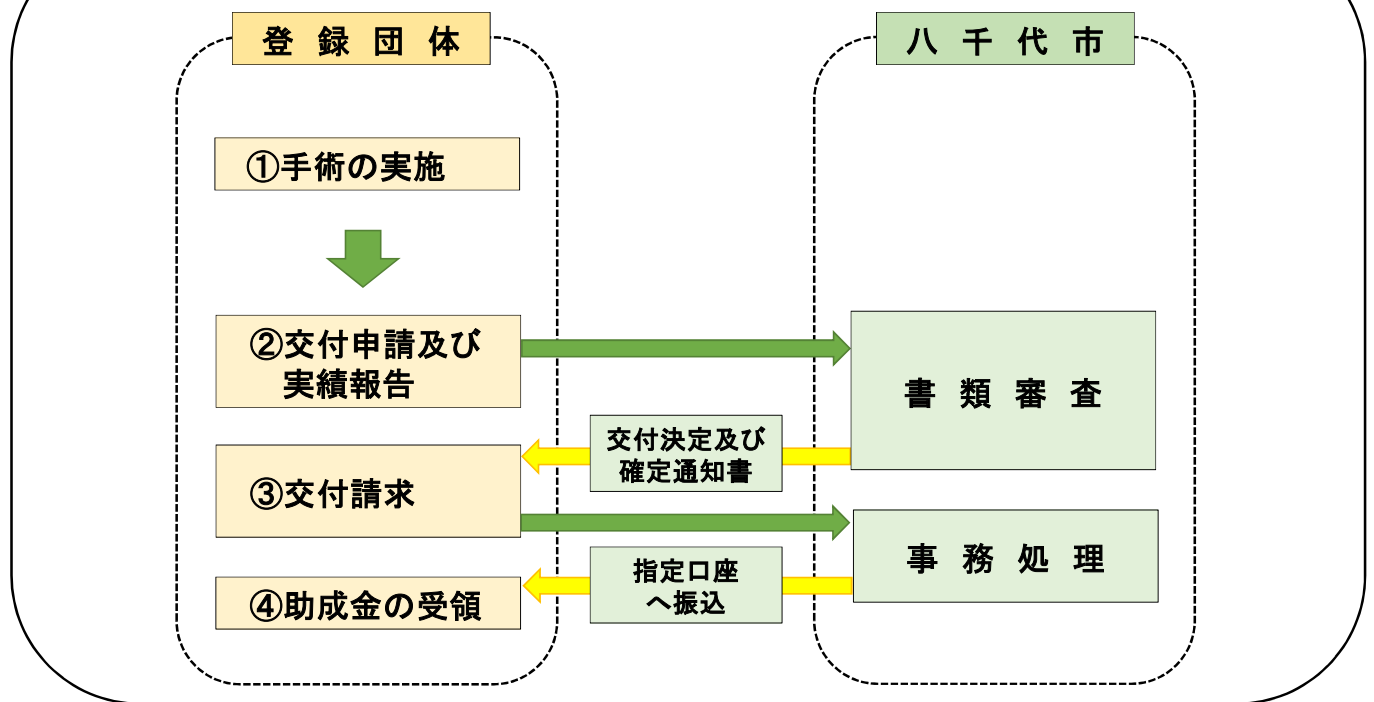 登録団体
八千代市
①手術の実施
②交付申請及び
実績報告
書類審査
交付決定及び
確定通知書
③交付請求
事務処理
指定口座
へ振込
④助成金の受領